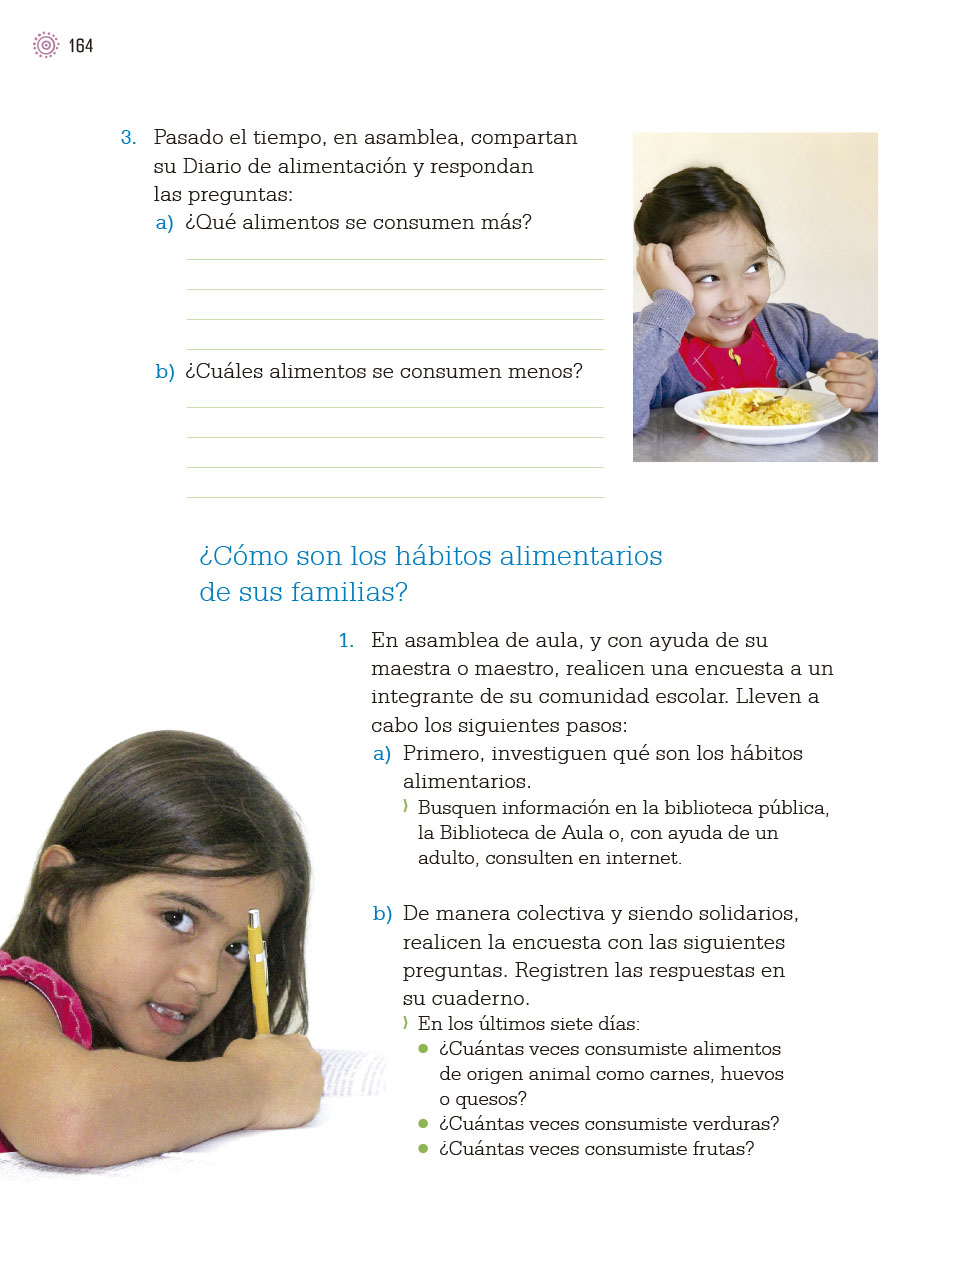 164
3. Pasado el tiempo, en asamblea, compartan
su Diario de alimentación y respondan
las preguntas:
a) ¿Qué alimentos se consumen más?
b) ¿Cuáles alimentos se consumen menos?
¿Cómo son los hábitos alimentarios
de sus familias?
1. En asamblea de aula, y con ayuda de su
maestra o maestro, realicen una encuesta a un
integrante de su comunidad escolar. Lleven a
cabo los siguientes pasos:
a) Primero, investiguen qué son los hábitos
alimentarios.
⟩ Busquen información en la biblioteca pública,
la Biblioteca de Aula o, con ayuda de un
adulto, consulten en internet.
b) De manera colectiva y siendo solidarios,
realicen la encuesta con las siguientes
preguntas. Registren las respuestas en
su cuaderno.
⟩ En los últimos siete días:
● ¿Cuántas veces consumiste alimentos
de origen animal como carnes, huevos
o quesos?
● ¿Cuántas veces consumiste verduras?
● ¿Cuántas veces consumiste frutas?